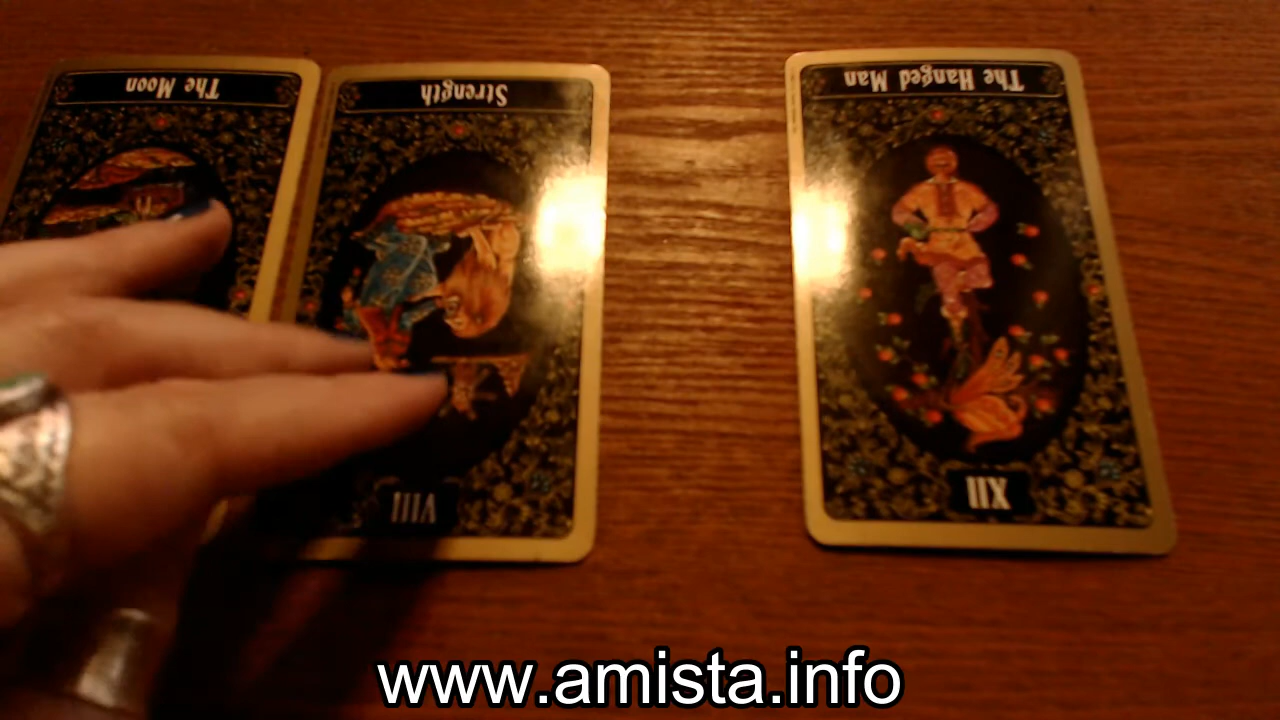 The Moon
Strength
The Hanged Man
VIII
XII
www.amista.info